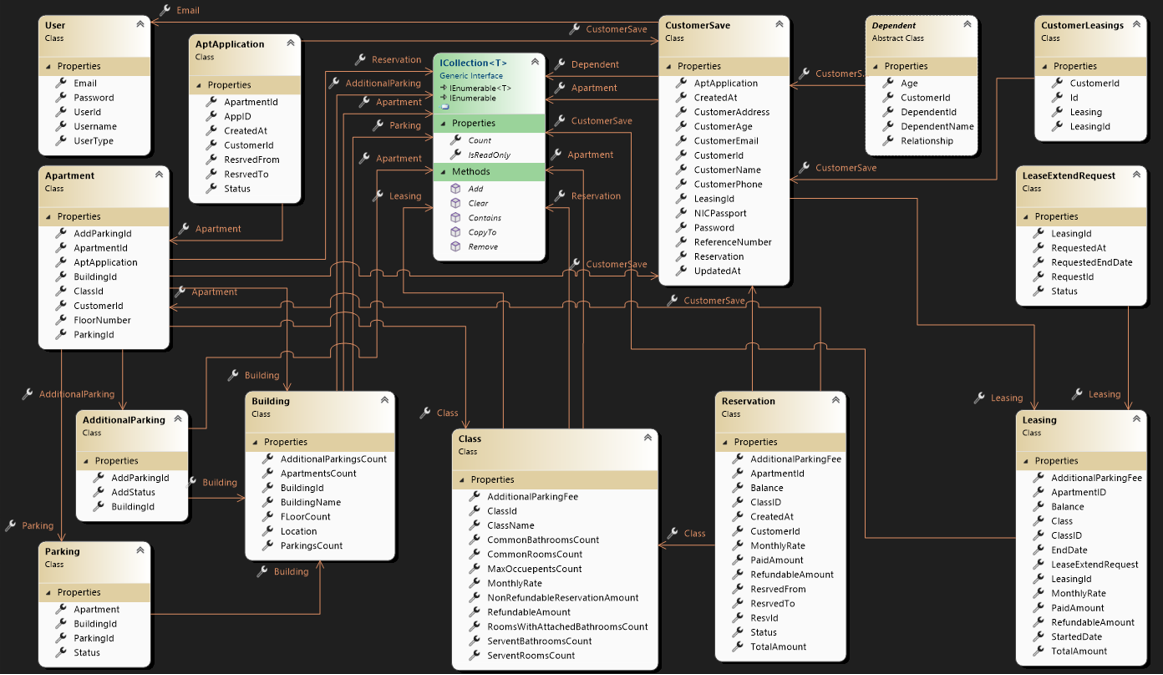 Email
User
Class
Properties
Email
Password
UserId
Username
UserType
AptApplication
Class
Properties
ApartmentId
AppID
CreatedAt
CustomerId
ResrvedFrom
ResrvedTo
Status
Reservation
AdditionalParking
Apartment
Parking
Apartment
Leasing
ICollection<T>
Generic Interface
IEnumerable<T>
IEnumerable
Properties
Count
IsReadOnly
Methods
Add
Clear
Contains
CopyTo
Remove
CustomerSave
Dependent
Apartment
CustomerSave
Apartment
Reservation
CustomerSave
CustomerSave
Class
Properties
AptApplication
CreatedAt
CustomerAddress
CustomerAge
CustomerEmail
CustomerId
CustomerName
CustomerPhone
LeasingId
NICPassport
Password
ReferenceNumber
Reservation
UpdatedAt
CustomerS...
CustomerSave
Dependent
Abstract Class
Properties
Age
CustomerId
DependentId
DependentName
Relationship
CustomerLeasings
Class
Properties
CustomerId
Id
Leasing
LeasingId
Apartment
Class
Properties
AddParkingId
ApartmentId
AptApplication
BuildingId
ClassId
CustomerId
FloorNumber
ParkingId
Apartment
Apartment
CustomerSave
LeaseExtendRequest
Class
Properties
LeasingId
RequestedAt
RequestedEndDate
RequestId
Status
AdditionalParking
Building
Class
Leasing
Leasing
AdditionalParking
Class
Properties
AddParkingId
AddStatus
BuildingId
Building
Parking
Building
Building
Class
Properties
AdditionalParkingsCount
ApartmentsCount
BuildingId
BuildingName
FLoorCount
Location
ParkingsCount
Class
Class
Properties
AdditionalParkingFee
ClassId
ClassName
CommonBathroomsCount
CommonRoomsCount
MaxOccuepentsCount
MonthlyRate
NonRefundableReservationAmount
RefundableAmount
RoomsWithAttachedBathroomsCount
ServentBathroomsCount
ServentRoomsCount
Class
Reservation
Class
Properties
AdditionalParkingFee
ApartmentId
Balance
ClassID
CreatedAt
CustomerId
MonthlyRate
PaidAmount
RefundableAmount
ResrvedFrom
ResrvedTo
ResvId
Status
TotalAmount
Leasing
Class
Properties
AdditionalParkingFee
ApartmentID
Balance
Class
ClassID
EndDate
LeaseExtendRequest
LeasingId
MonthlyRate
PaidAmount
RefundableAmount
StartedDate
TotalAmount
Parking
Class
Properties
Apartment
BuildingId
ParkingId
Status